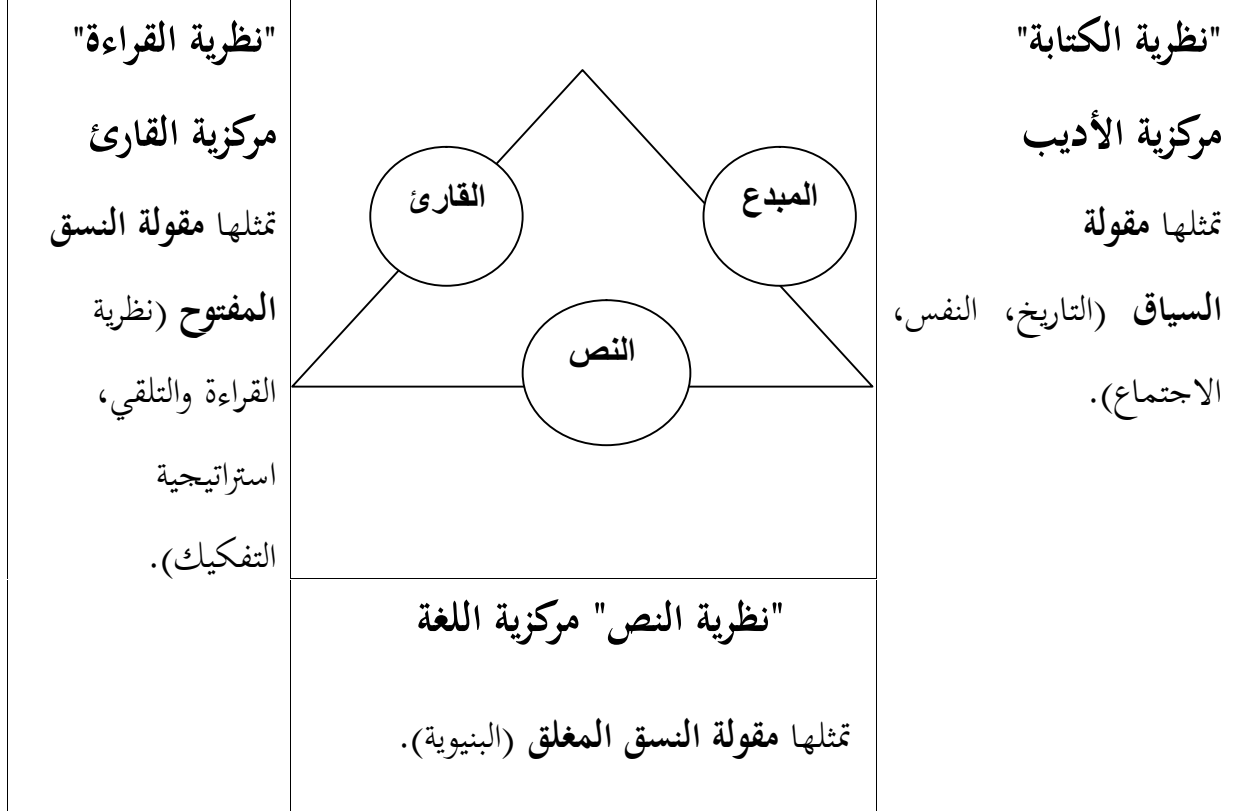 "نظرية الكتابة"
مركزية الأديب
تمثلها مقولة
السياق (التاريخ، النفس،
الاجتماع).
المبدع
القارئ
النص
"نظرية القراءة"
مركزية القارئ
تمثلها مقولة النسق
المفتوح (نظرية
القراءة والتلقي،
استراتيجية
التفكيك).
"نظرية النص" مركزية اللغة
تمثلها مقولة النسق المغلق (البنيوية).